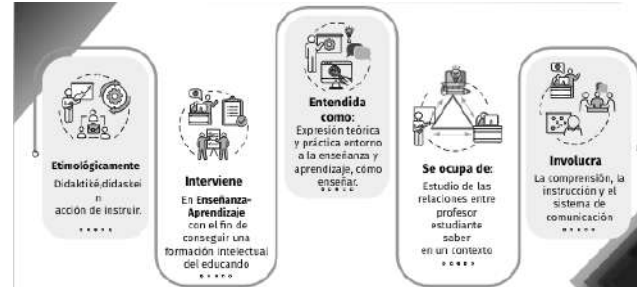 Etimológicamente
Didaktiké,didaskei
n
acción de instruir.
Interviene
En Enseñanza-
Aprendizaje
con el fin de
conseguir una
formación intelectual
del educando
Entendida
como:
Expresión teórica
y práctica entorno
a la enseñanza y
aprendizaje, cómo
enseñar.
Se ocupa de:
Estudio de las
relaciones entre
profesor
estudiante
saber
en un contexto
Involucra
La comprensión, la
instrucción y el
sistema de
comunicación